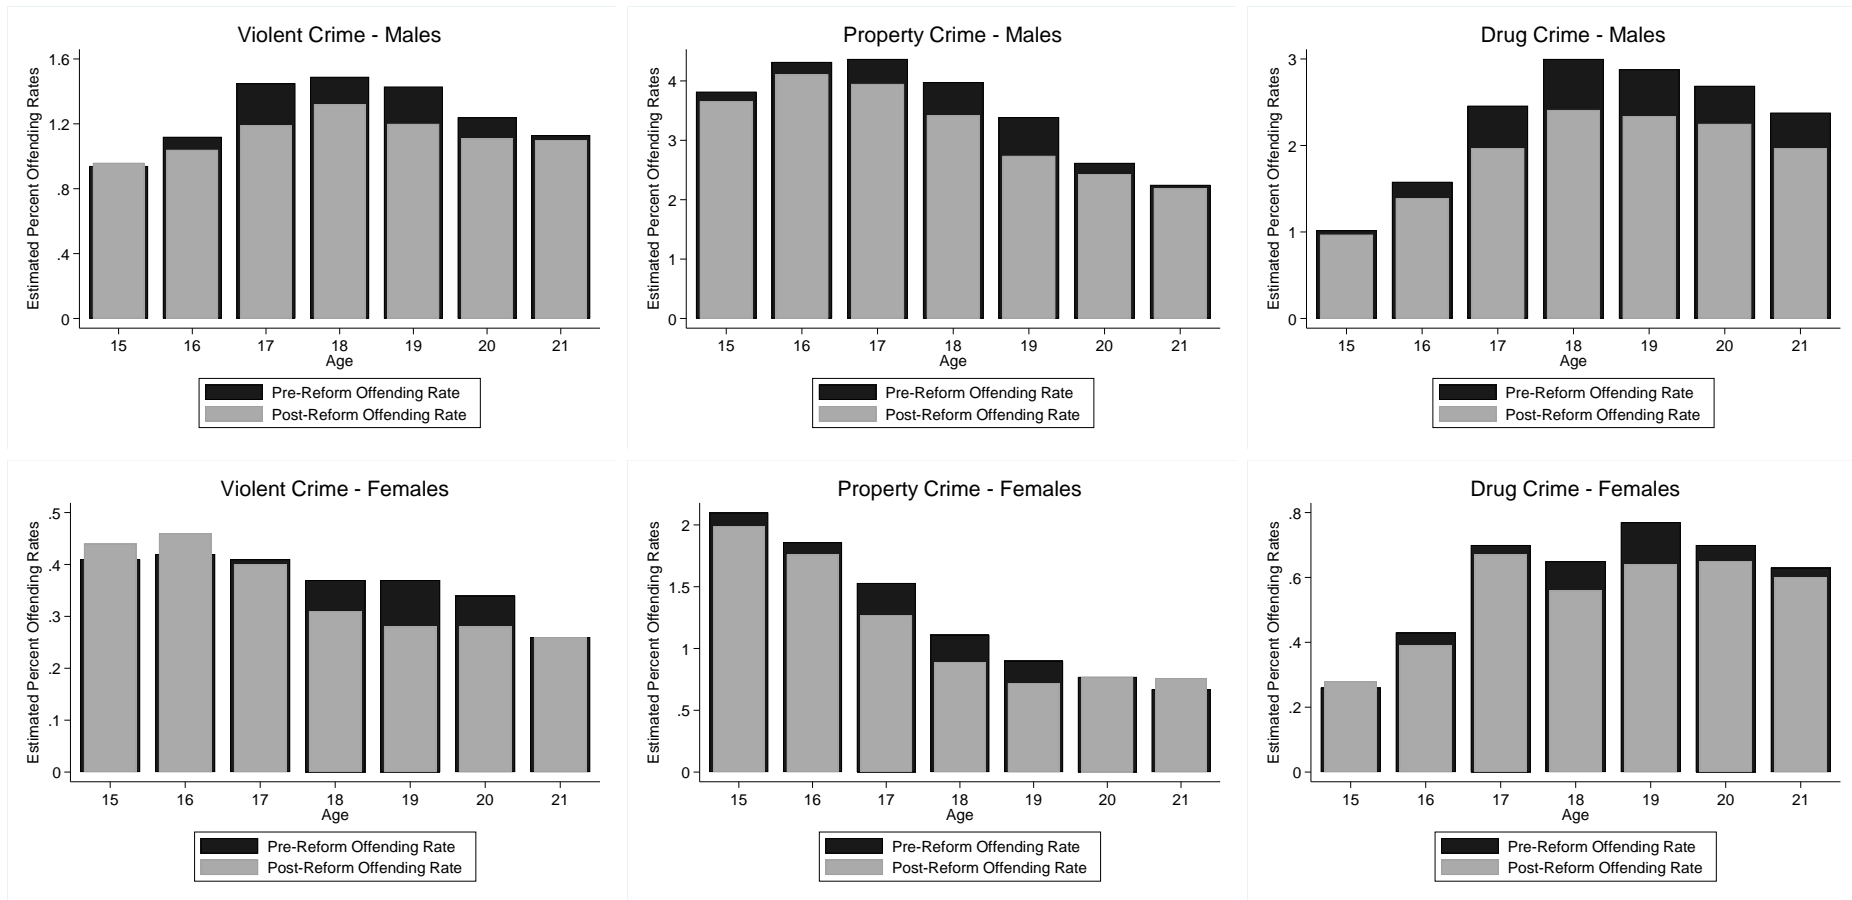 Violent Crime - Males
Estimated Percent Offending Rates
1.6
1.2
.8
.4
0
15 16 17 18 19 20 21
Age
Pre-Reform Offending Rate
Post-Reform Offending Rate
Property Crime - Males
Estimated Percent Offending Rates
4
3
2
1
0
15 16 17 18 19 20 21
Age
Pre-Reform Offending Rate
Post-Reform Offending Rate
Drug Crime - Males
Estimated Percent Offending Rates
3
2
1
0
15 16 17 18 19 20 21
Age
Pre-Reform Offending Rate
Post-Reform Offending Rate
Violent Crime - Females
Estimated Percent Offending Rates
.5
.4
.3
.2
.1
0
15 16 17 18 19 20 21
Age
Pre-Reform Offending Rate
Post-Reform Offending Rate
Property Crime - Females
Estimated Percent Offending Rates
2
1.5
1
.5
0
15 16 17 18 19 20 21
Age
Pre-Reform Offending Rate
Post-Reform Offending Rate
Drug Crime - Females
Estimated Percent Offending Rates
.8
.6
.4
.2
0
15 16 17 18 19 20 21
Age
Pre-Reform Offending Rate
Post-Reform Offending Rate